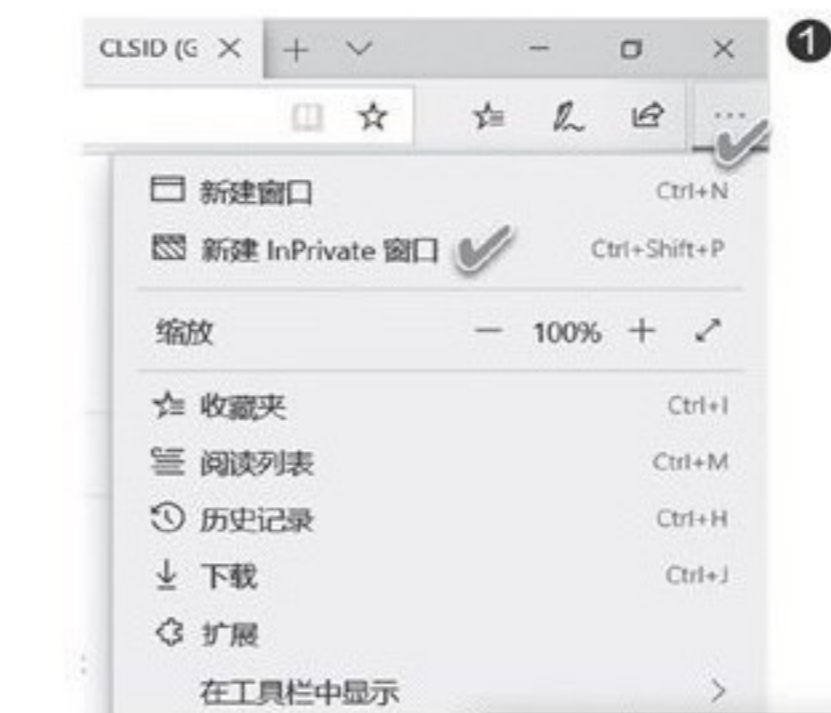 CLSID (G
❶
新建窗口 Ctrl+N
新建 InPrivate 窗口 Ctrl+Shift+P
缩放 100%
收藏夹 Ctrl+I
阅读列表 Ctrl+M
历史记录 Ctrl+H
下载 Ctrl+J
扩展
在工具栏中显示